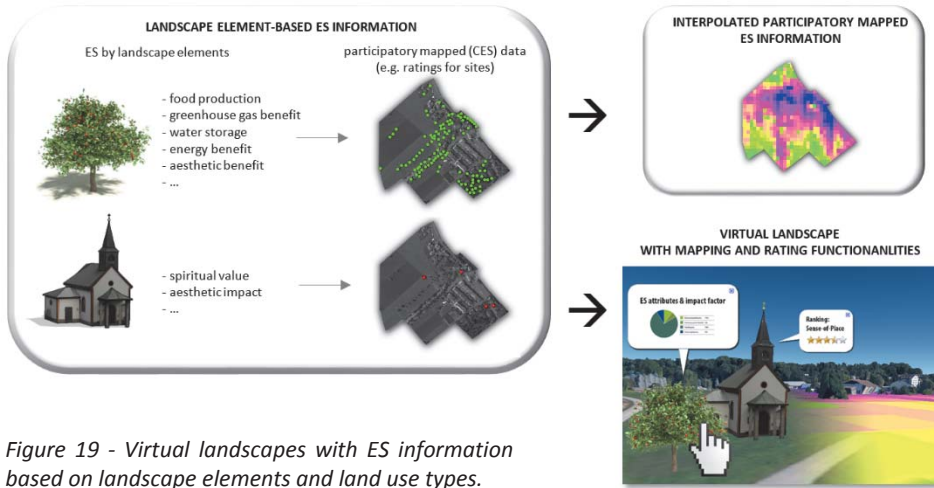 LANDSCAPE ELEMENT-BASED ES INFORMATION
ES by landscape elements
participatory mapped (CES) data
(e.g. ratings for sites)
- food production
- greenhouse gas benefit
- water storage
- energy benefit
- aesthetic benefit
- ...
- spiritual value
- aesthetic impact
- ...
INTERPOLATED PARTICIPATORY MAPPED
ES INFORMATION
VIRTUAL LANDSCAPE
WITH MAPPING AND RATING FUNCTIONANLITIES
ES attributes & impact factor
Ranking:
Sense-of-Place
Figure 19 - Virtual landscapes with ES information
based on landscape elements and land use types.